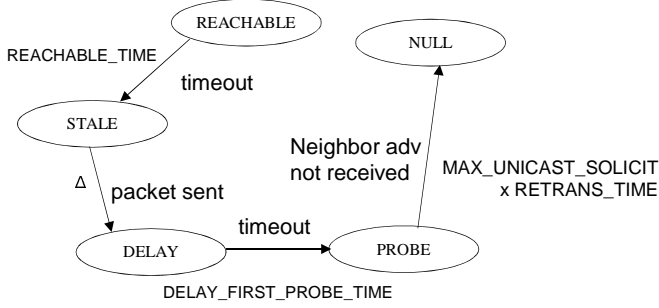 REACHABLE
NULL
REACHABLE_TIME
timeout
STALE
Neighbor adv
not received
MAX_UNICAST_SOLICIT
x RETRANS_TIME
Δ
packet sent
timeout
DELAY
PROBE
DELAY_FIRST_PROBE_TIME